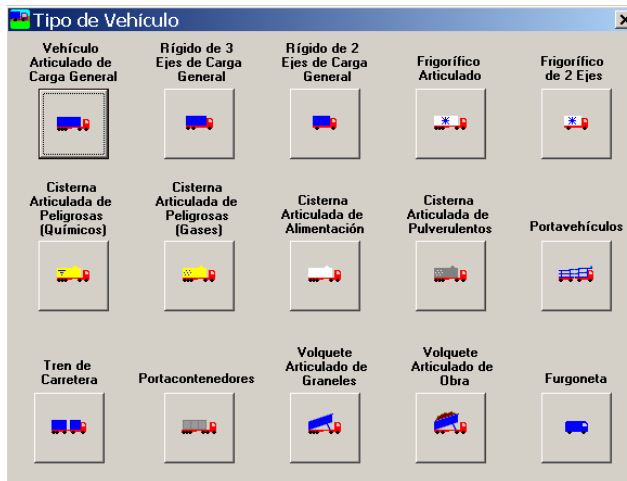 Tipo de Vehículo
Vehículo
Articulado de
Carga General
Rígido de 3
Ejes de Carga
General
Rígido de 2
Ejes de Carga
General
Frigorífico
Articulado
Frigorífico
de 2 Ejes
Cisterna
Articulada de
Peligrosas
(Químicos)
Cisterna
Articulada de
Peligrosas
(Gases)
Cisterna
Articulada de
Alimentación
Cisterna
Articulada de
Pulverulentos
Portavehículos
Tren de
Carretera
Portacontenedores
Volquete
Articulado de
Graneles
Volquete
Articulado de
Obra
Furgoneta